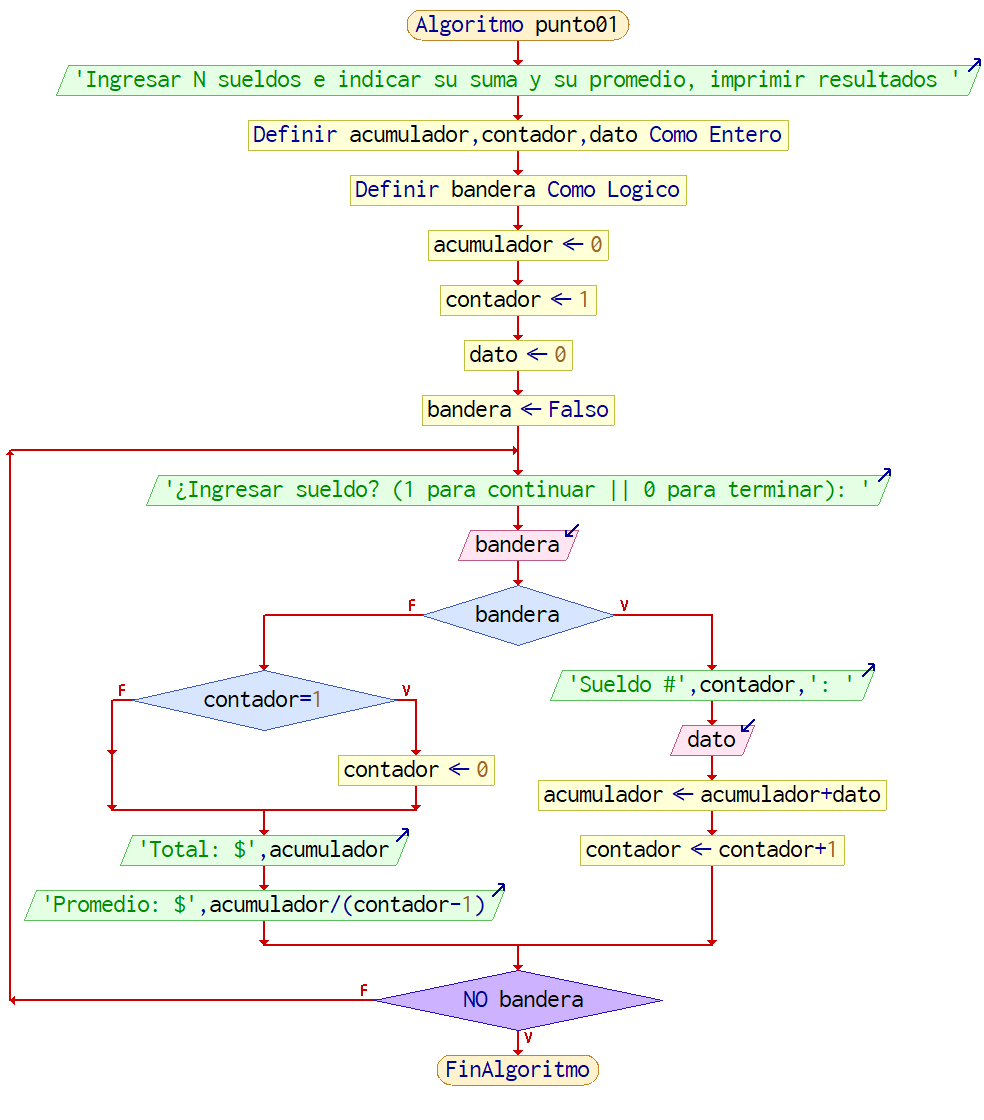 Algoritmo punto01
'Ingresar N sueldos e indicar su suma y su promedio, imprimir resultados '
Definir acumulador,contador,dato Como Entero
Definir bandera Como Logico
acumulador ← 0
contador ← 1
dato ← 0
bandera ← Falso
'¿Ingresar sueldo? (1 para continuar || 0 para terminar): '
bandera
bandera
F
V
contador=1
F
V
contador ← 0
'Total: $',acumulador
'Promedio: $',acumulador/(contador-1)
'Sueldo #',contador,': '
dato
acumulador ← acumulador+dato
contador ← contador+1
NO bandera
F
V
FinAlgoritmo